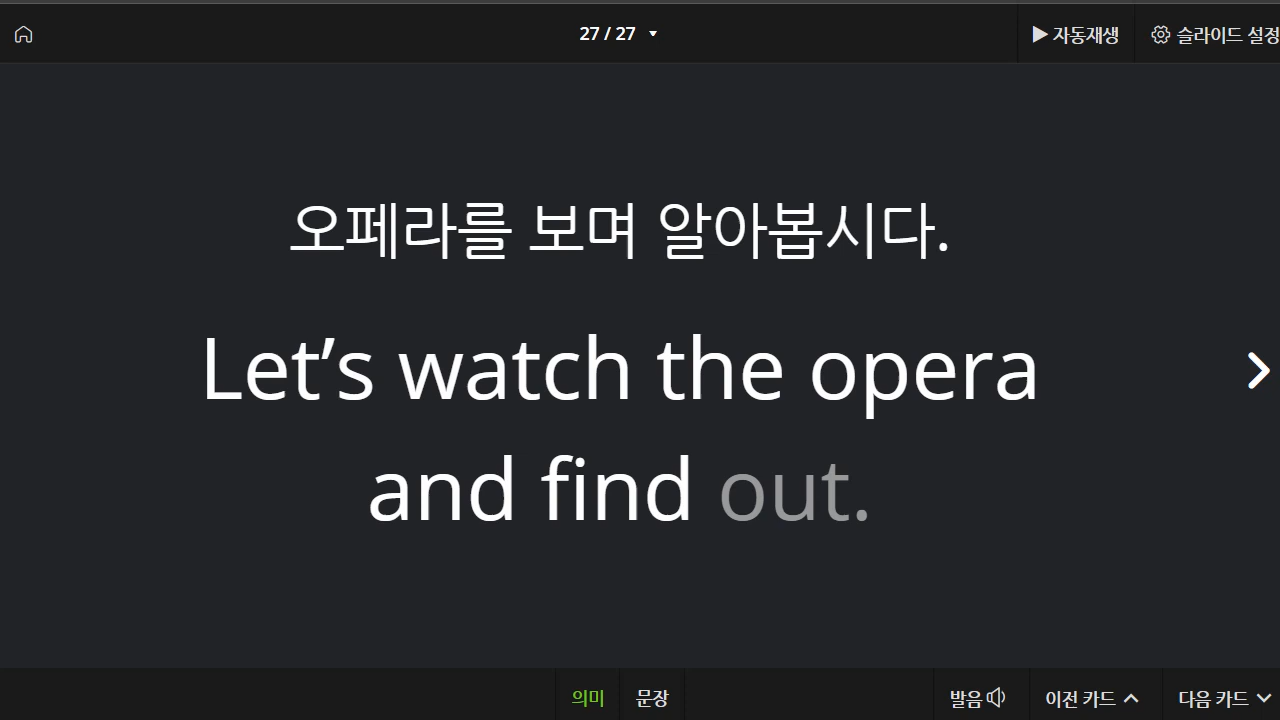 27 / 27
자동재생
슬라이드 설정
오페라를 보며 알아봅시다.
Let’s watch the opera
and find out.
의미
문장
발음
이전 카드
다음 카드